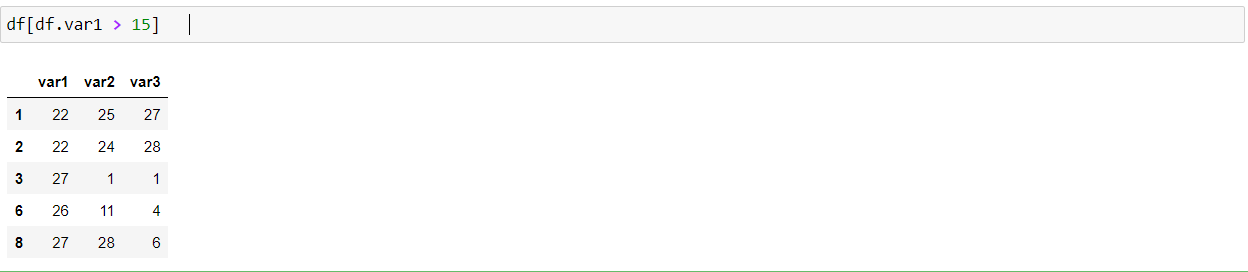 df[df.var1 > 15]
var1 var2 var3
1 22 25 27
2 22 24 28
3 27 1 1
6 26 11 4
8 27 28 6